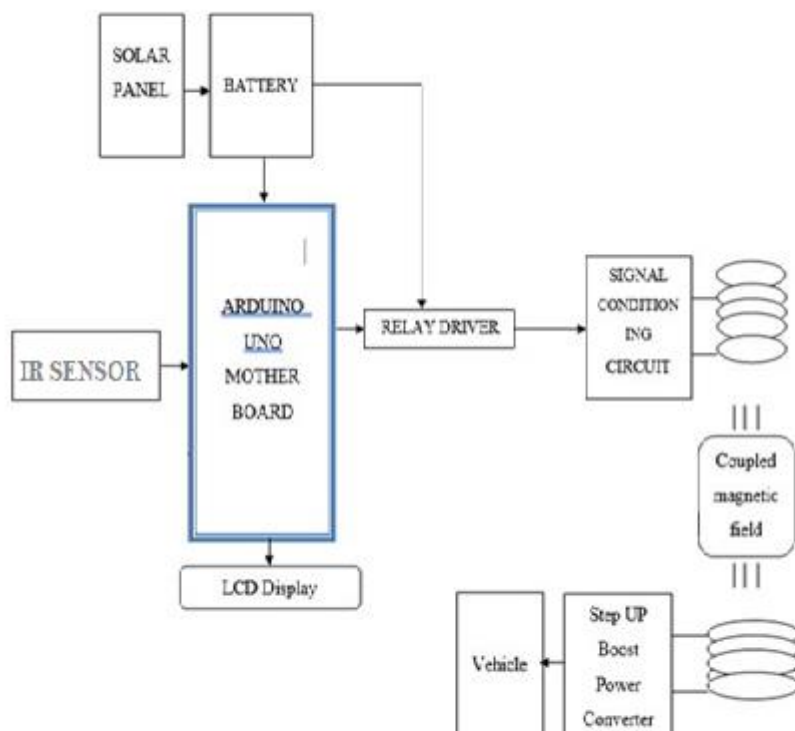 SOLAR
PANEL
BATTERY
ARDUINO
UNO
MOTHER
BOARD
IR SENSOR
RELAY DRIVER
SIGNAL
CONDITION
ING
CIRCUIT
Coupled
magnetic
field
LCD Display
Vehicle
Step UP
Boost
Power
Converter